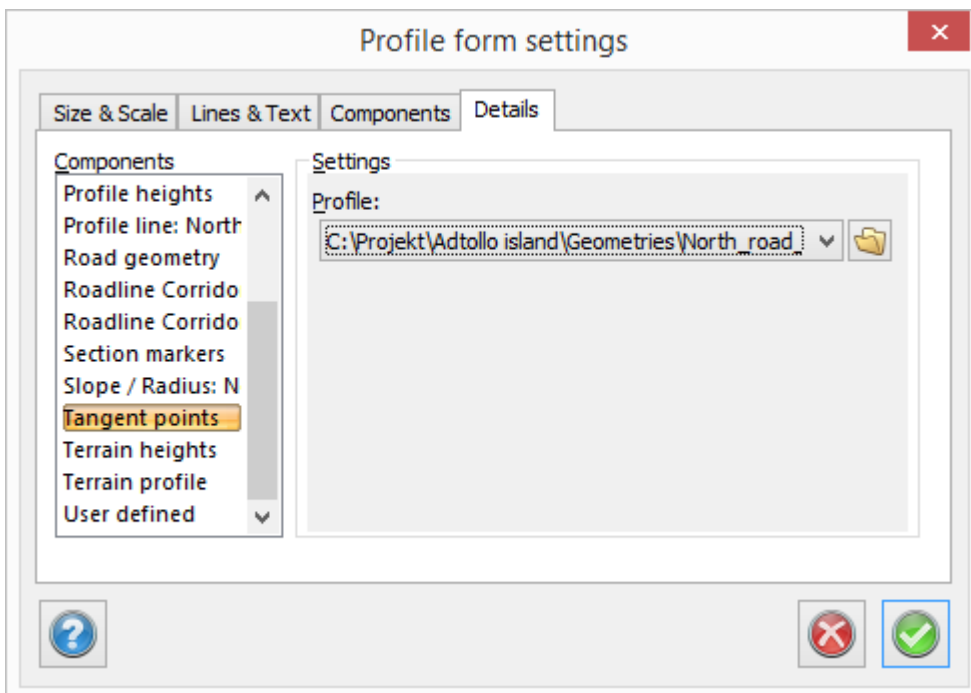 Profile form settings
Size & Scale
Lines & Text
Components
Details
Components
Profile heights
Profile line: North
Road geometry
Roadline Corrido
Roadline Corrido
Section markers
Slope / Radius: N
Tangent points
Terrain heights
Terrain profile
User defined
Settings
Profile:
C:\Projekt\Adtollo island\Geometries\North_road_